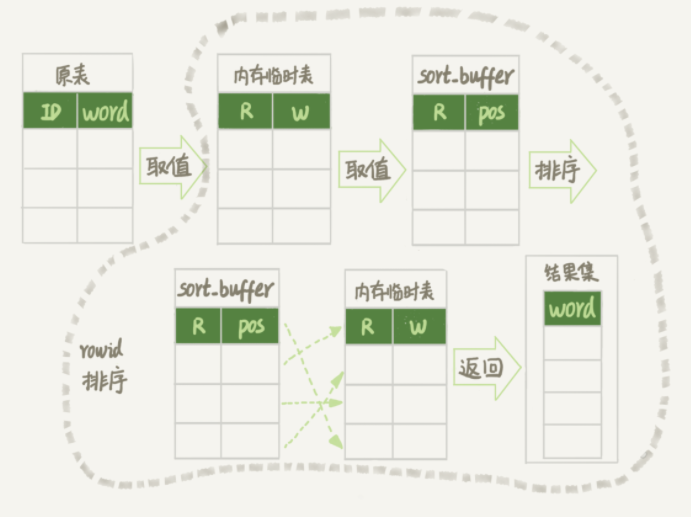 原表
ID word
取值
内存临时表
R W
取值
sort_buffer
R pos
排序
rowid
排序
sort_buffer
R pos
内存临时表
R W
返回
结果集
word